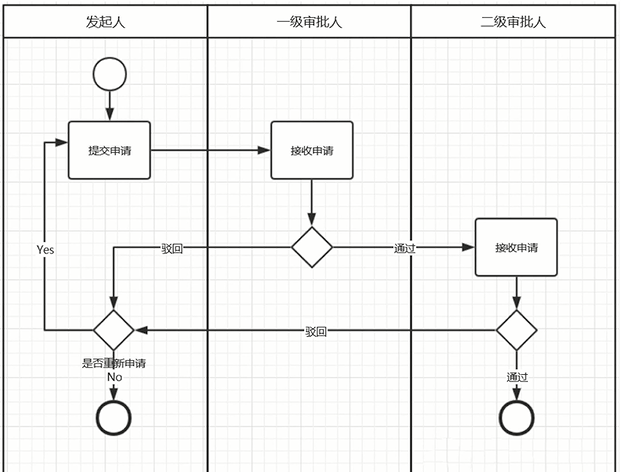 发起人
一级审批人
二级审批人
提交申请
接收申请
Yes
驳回
通过
接收申请
驳回
是否重新申请
No
通过